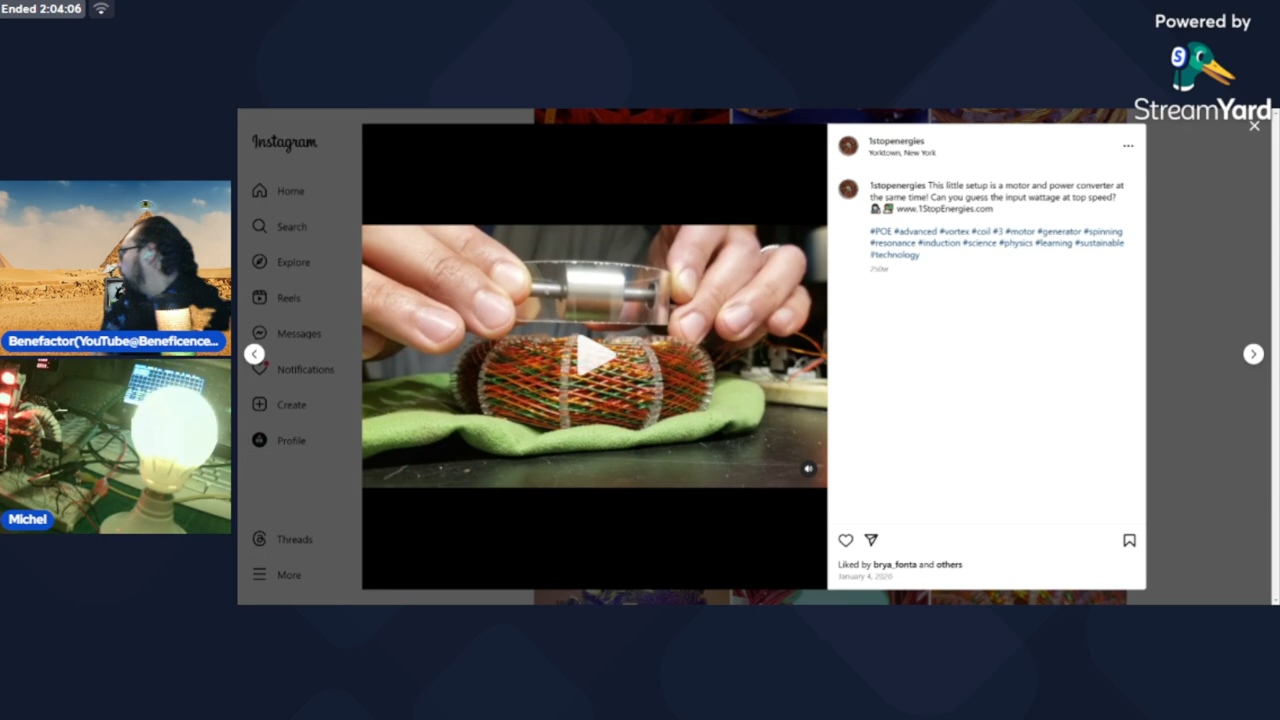 Ended 2:04:06
Powered by
StreamYard
Instagram
Home
Search
Explore
Reels
Messages
Notifications
Create
Profile
Threads
More
1stopenergies
Yorktown, New York
1stopenergies This little setup is a motor and power converter at
the same time! Can you guess the input wattage at top speed?
www.1StopEnergies.com
#POE #advanced #vortex #coil #3 #motor #generator #spinning
#resonance #induction #science #physics #learning #sustainable
#technology
250w
Liked by brya_fonta and others
January 4, 2020
Benefactor(YouTube@Beneficence...
Michel